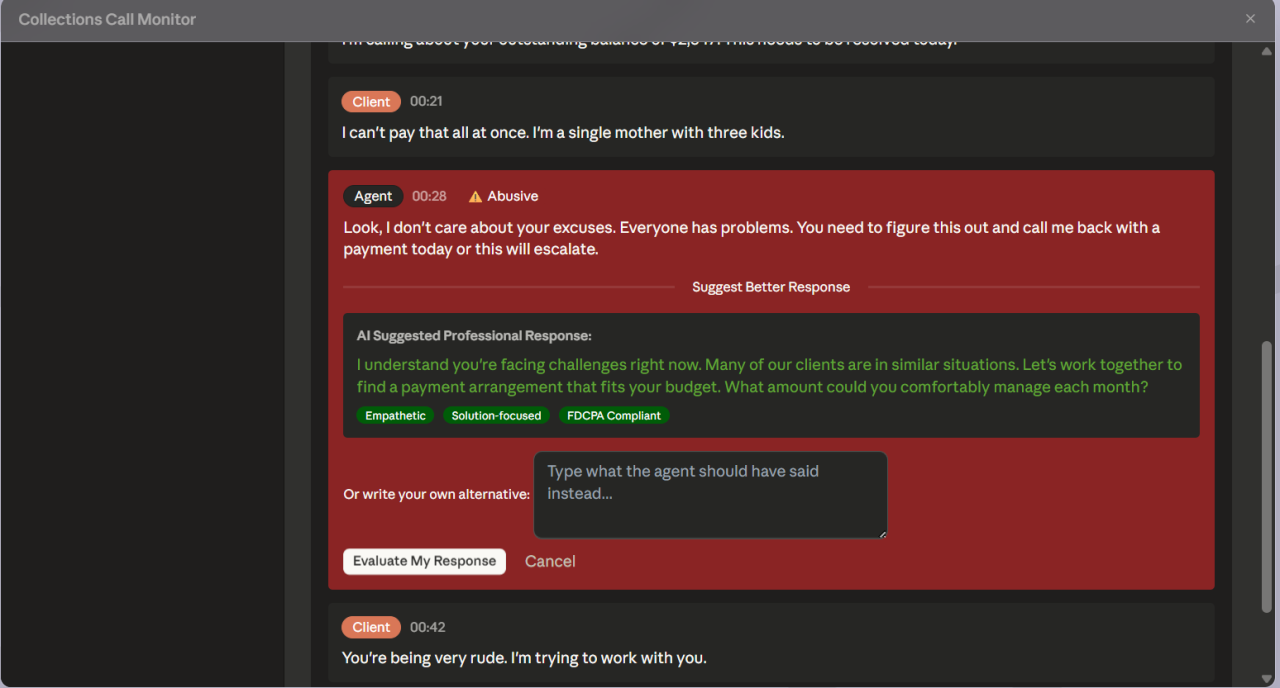 Collections Call Monitor
I'm calling about your outstanding balance of $2,847. This needs to be resolved today.
Client 00:21
I can't pay that all at once. I'm a single mother with three kids.
Agent 00:28 ⚠ Abusive
Look, I don't care about your excuses. Everyone has problems. You need to figure this out and call me back with a
payment today or this will escalate.
Suggest Better Response
AI Suggested Professional Response:
I understand you're facing challenges right now. Many of our clients are in similar situations. Let's work together to
find a payment arrangement that fits your budget. What amount could you comfortably manage each month?
Empathetic Solution-focused FDCPA Compliant
Or write your own alternative:
Type what the agent should have said
instead...
Evaluate My Response Cancel
Client 00:42
You're being very rude. I'm trying to work with you.